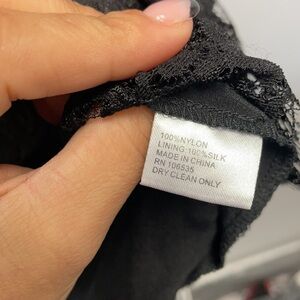 100%NYLON
LINING:100%SILK
MADE IN CHINA
RN 106535
DRY CLEAN ONLY